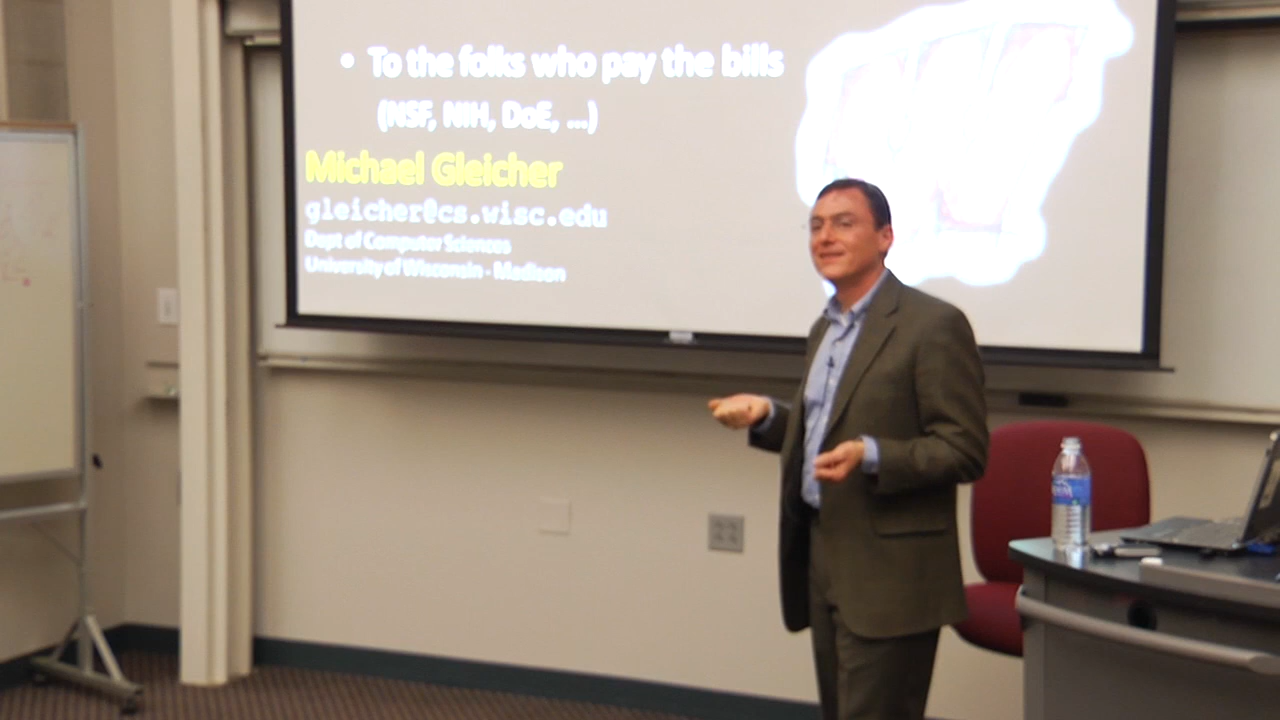 • To the folks who pay the bills
(NSF, NIH, DoE, ...)
Michael Gleicher
gleicher@cs.wisc.edu
Dept of Computer Sciences
University of Wisconsin - Madison